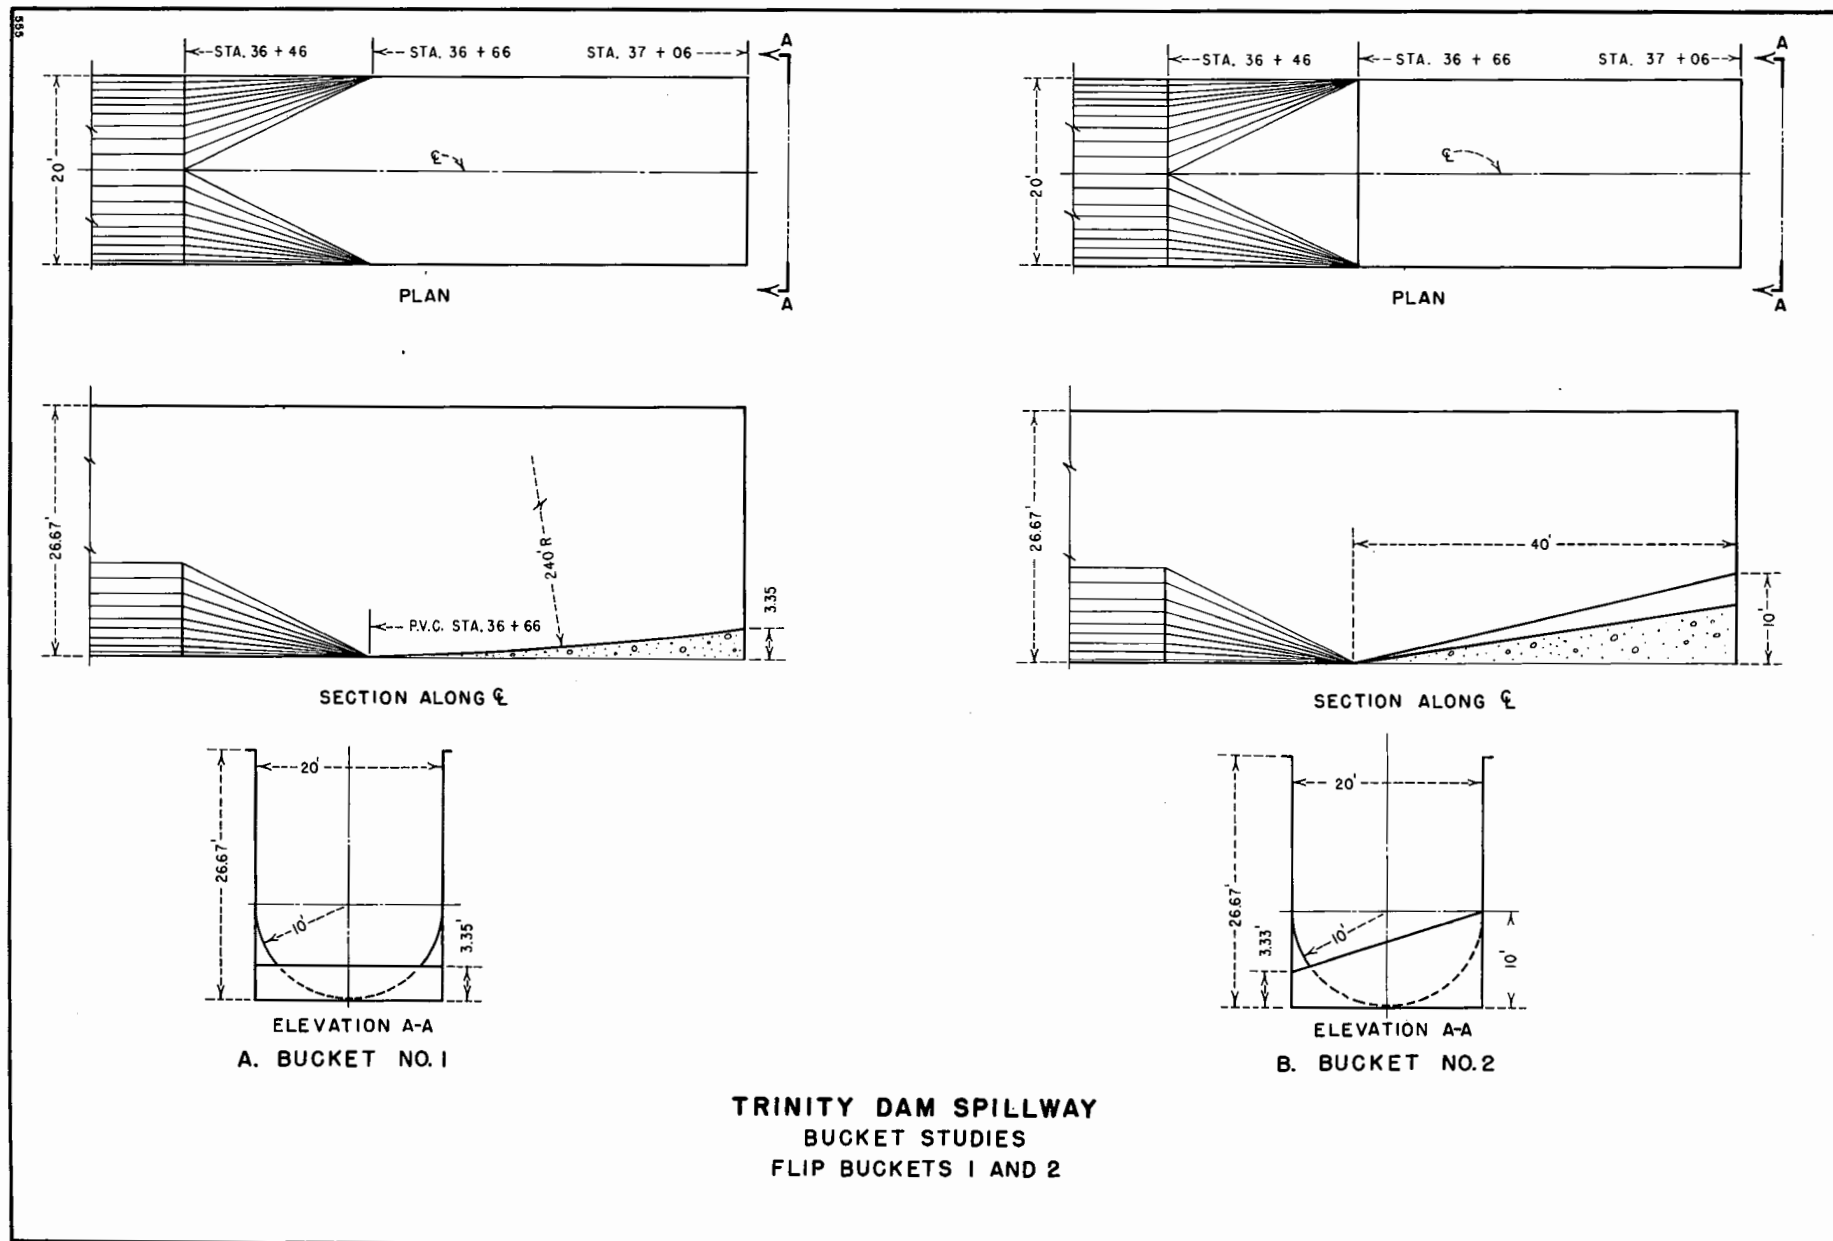 555
STA. 36 + 46
STA. 36 + 66
STA. 37 + 06
A
20'
℄
A
PLAN
26.67'
240' R
P.V.C. STA. 36 + 66
3.35
SECTION ALONG ℄
20'
26.67'
10'
3.35'
ELEVATION A-A
A. BUCKET NO. 1
STA. 36 + 46
STA. 36 + 66
STA. 37 + 06
A
20'
℄
A
PLAN
26.67'
40'
10'
SECTION ALONG ℄
20'
26.67'
10'
3.33'
10'
ELEVATION A-A
B. BUCKET NO. 2
TRINITY DAM SPILLWAY
BUCKET STUDIES
FLIP BUCKETS 1 AND 2